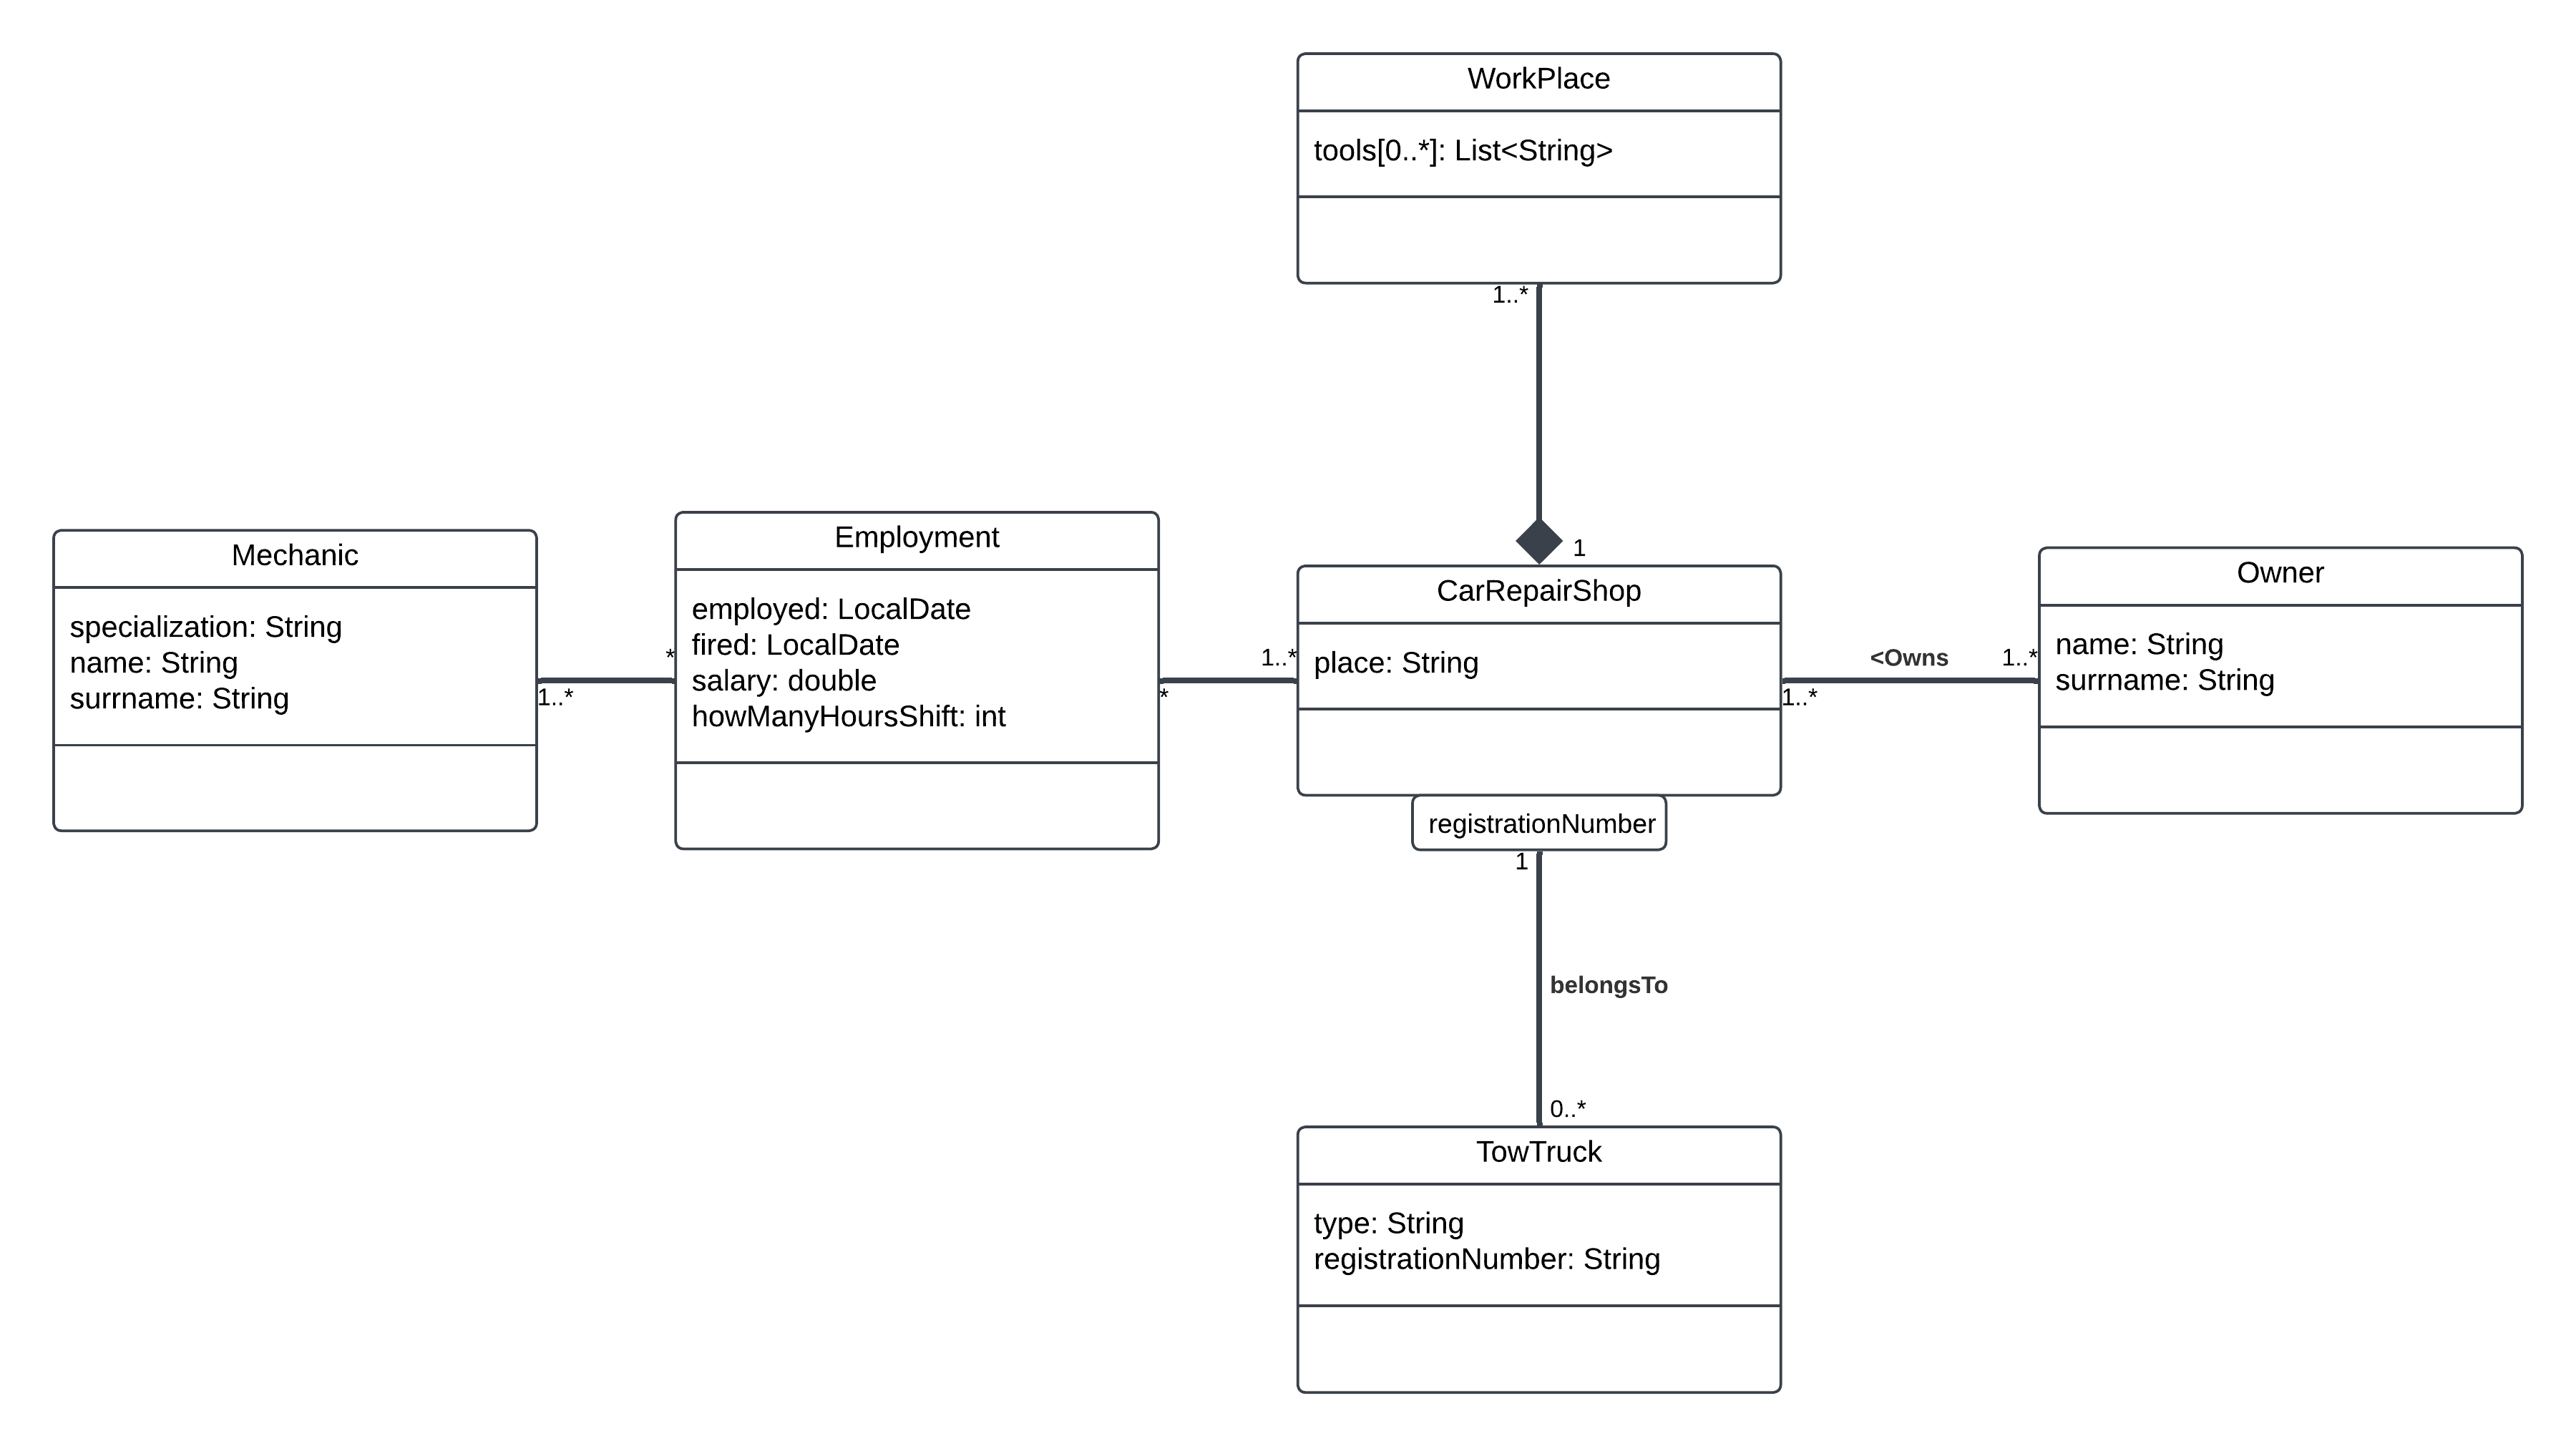 WorkPlace
tools[0..*]: List<String>
1..*
1
Mechanic
specialization: String
name: String
surrname: String
1..*
*
Employment
employed: LocalDate
fired: LocalDate
salary: double
howManyHoursShift: int
*
1..*
CarRepairShop
place: String
registrationNumber
1..*
<Owns
1..*
Owner
name: String
surrname: String
1
belongsTo
0..*
TowTruck
type: String
registrationNumber: String